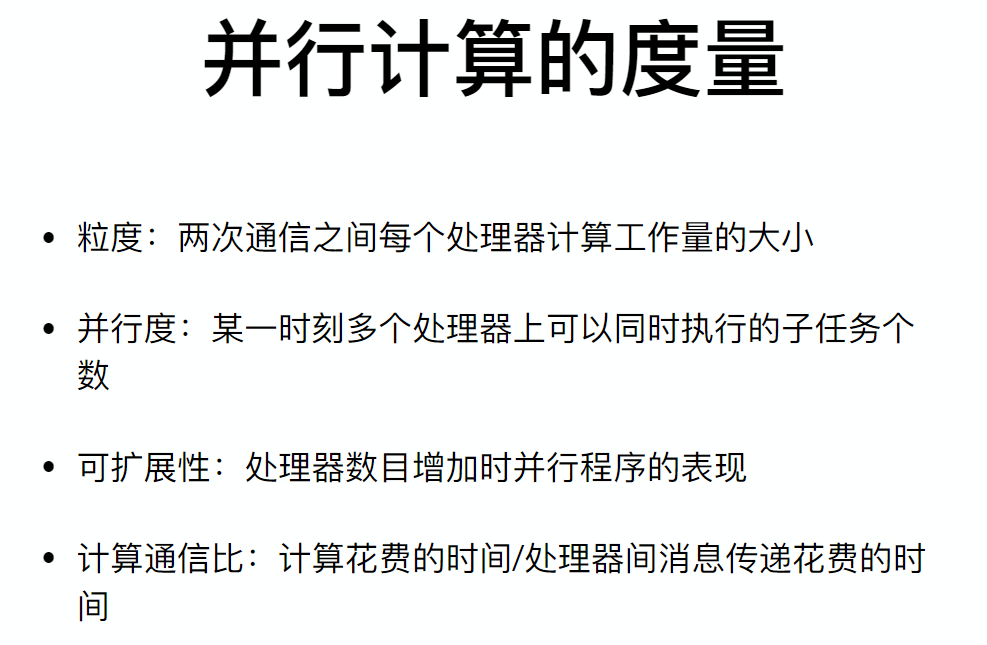 并行计算的度量
• 粒度：两次通信之间每个处理器计算工作量的大小
• 并行度：某一时刻多个处理器上可以同时执行的子任务个
数
• 可扩展性：处理器数目增加时并行程序的表现
• 计算通信比：计算花费的时间/处理器间消息传递花费的时
间